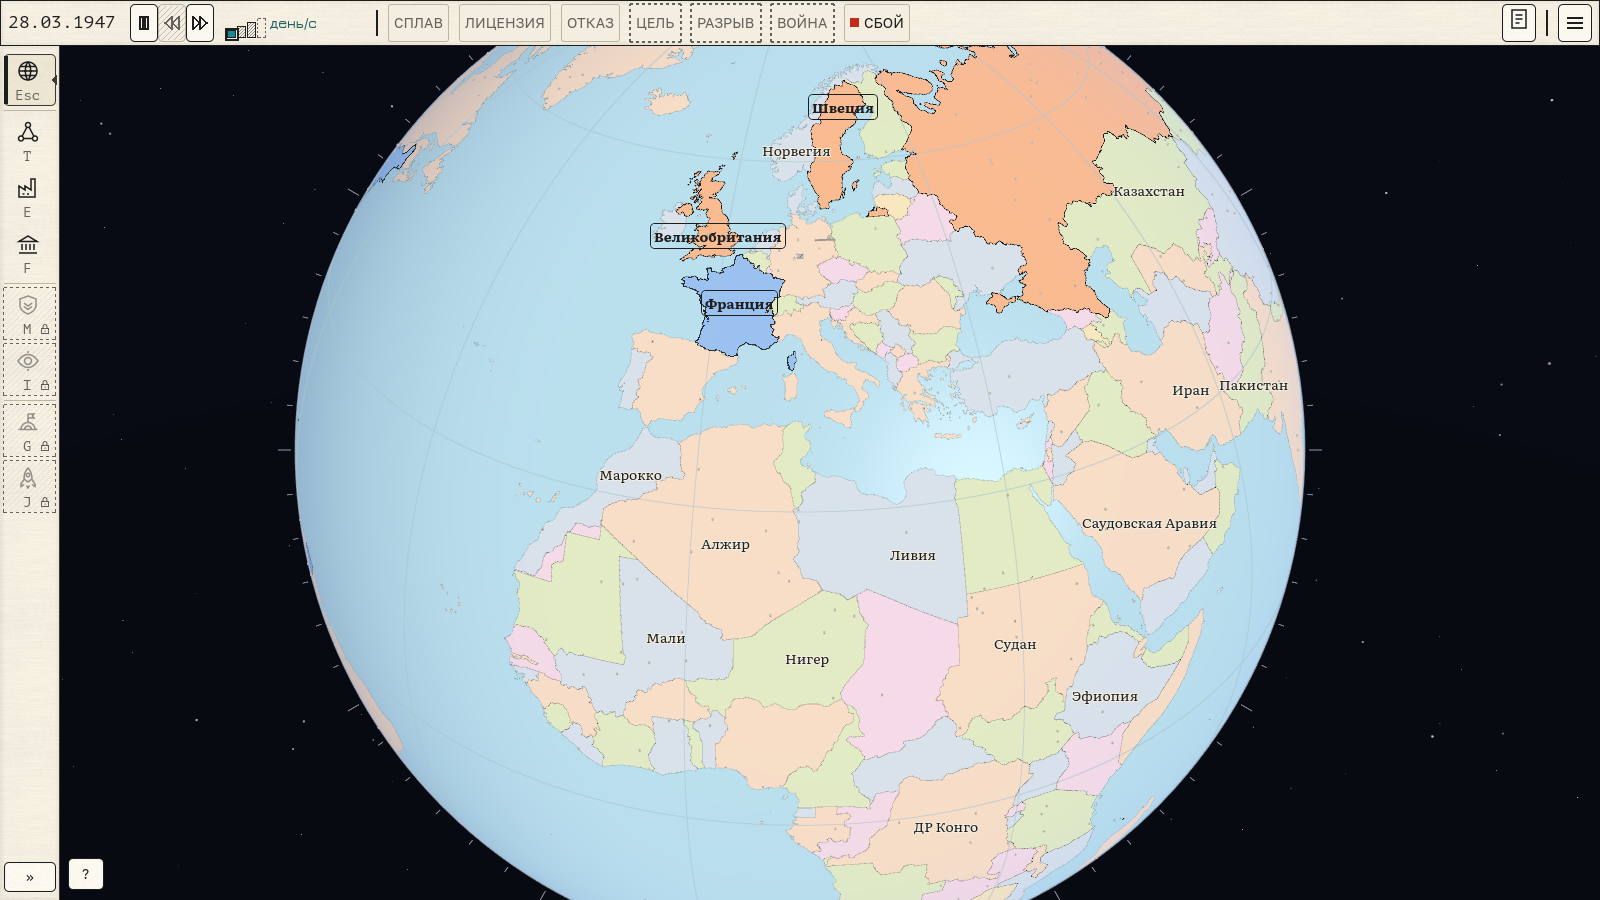 28.03.1947
день/с
СПЛАВ
ЛИЦЕНЗИЯ
ОТКАЗ
ЦЕЛЬ
РАЗРЫВ
ВОЙНА
СБОЙ
Esc
T
E
F
M
I
G
J
»
?
Швеция
Норвегия
Казахстан
Великобритания
Франция
Иран
Пакистан
Марокко
Саудовская Аравия
Алжир
Ливия
Мали
Судан
Нигер
Эфиопия
ДР Конго